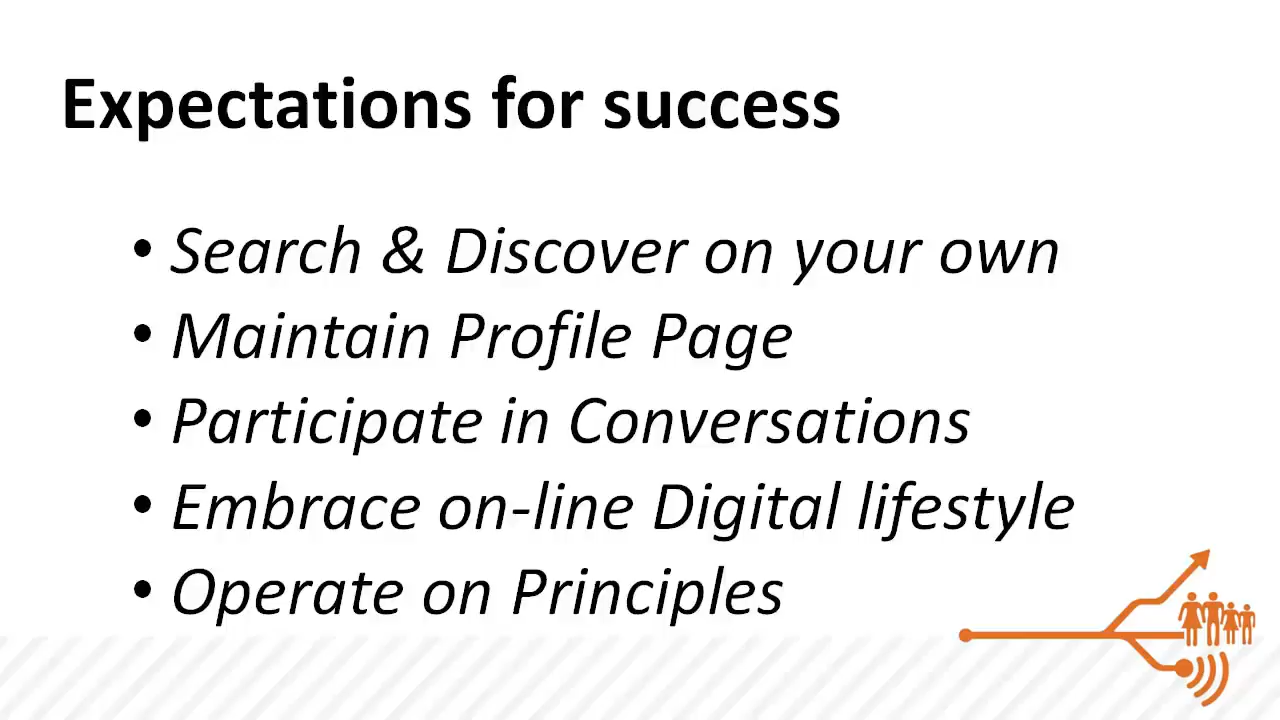 Expectations for success
• Search & Discover on your own
• Maintain Profile Page
• Participate in Conversations
• Embrace on-line Digital lifestyle
• Operate on Principles